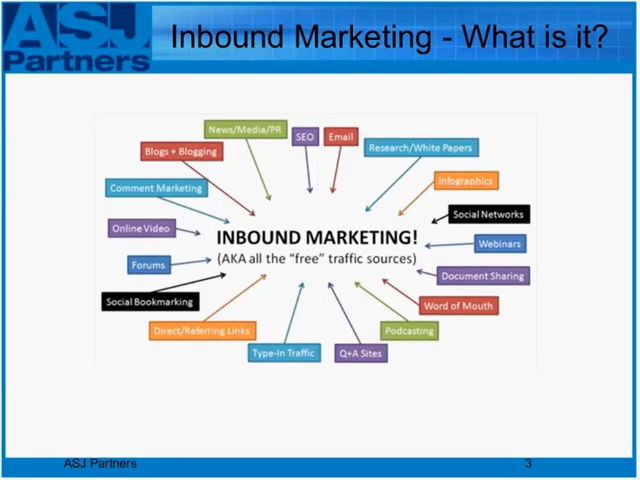 ASJ
Partners
Inbound Marketing - What is it?
News/Media/PR
SEO
Email
Blogs + Blogging
Research/White Papers
Comment Marketing
Infographics
Online Video
Social Networks
INBOUND MARKETING!
Webinars
(AKA all the "free" traffic sources)
Forums
Document Sharing
Social Bookmarking
Word of Mouth
Direct/Referring Links
Podcasting
Type-In Traffic
Q+A Sites
ASJ Partners
3